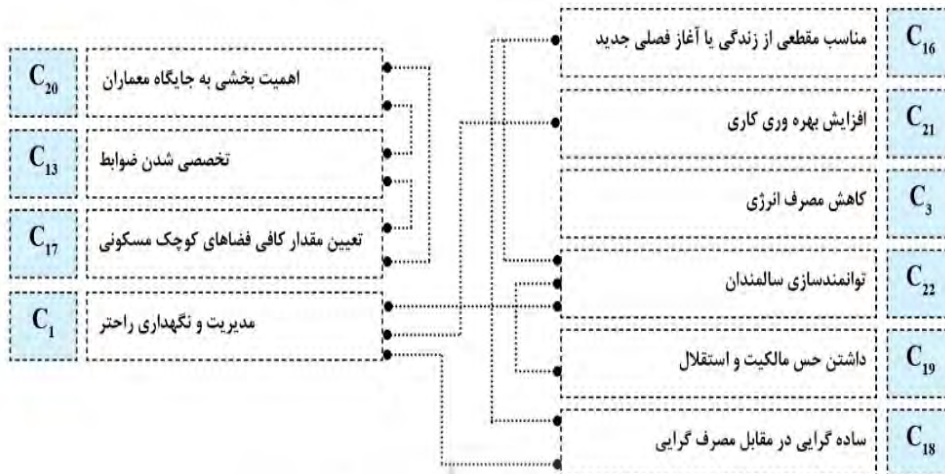 C16 مناسب مقطعی از زندگی یا آغاز فصلی جدید
C21 افزایش بهره وری کاری
C3 کاهش مصرف انرژی
C22 توانمندسازی سالمندان
C19 داشتن حس مالکیت و استقلال
C18 ساده گرایی در مقابل مصرف گرایی
اهمیت بخشی به جایگاه معماران C20
تخصصی شدن ضوابط C13
تعیین مقدار کافی فضاهای کوچک مسکونی C17
مدیریت و نگهداری راحتر C1